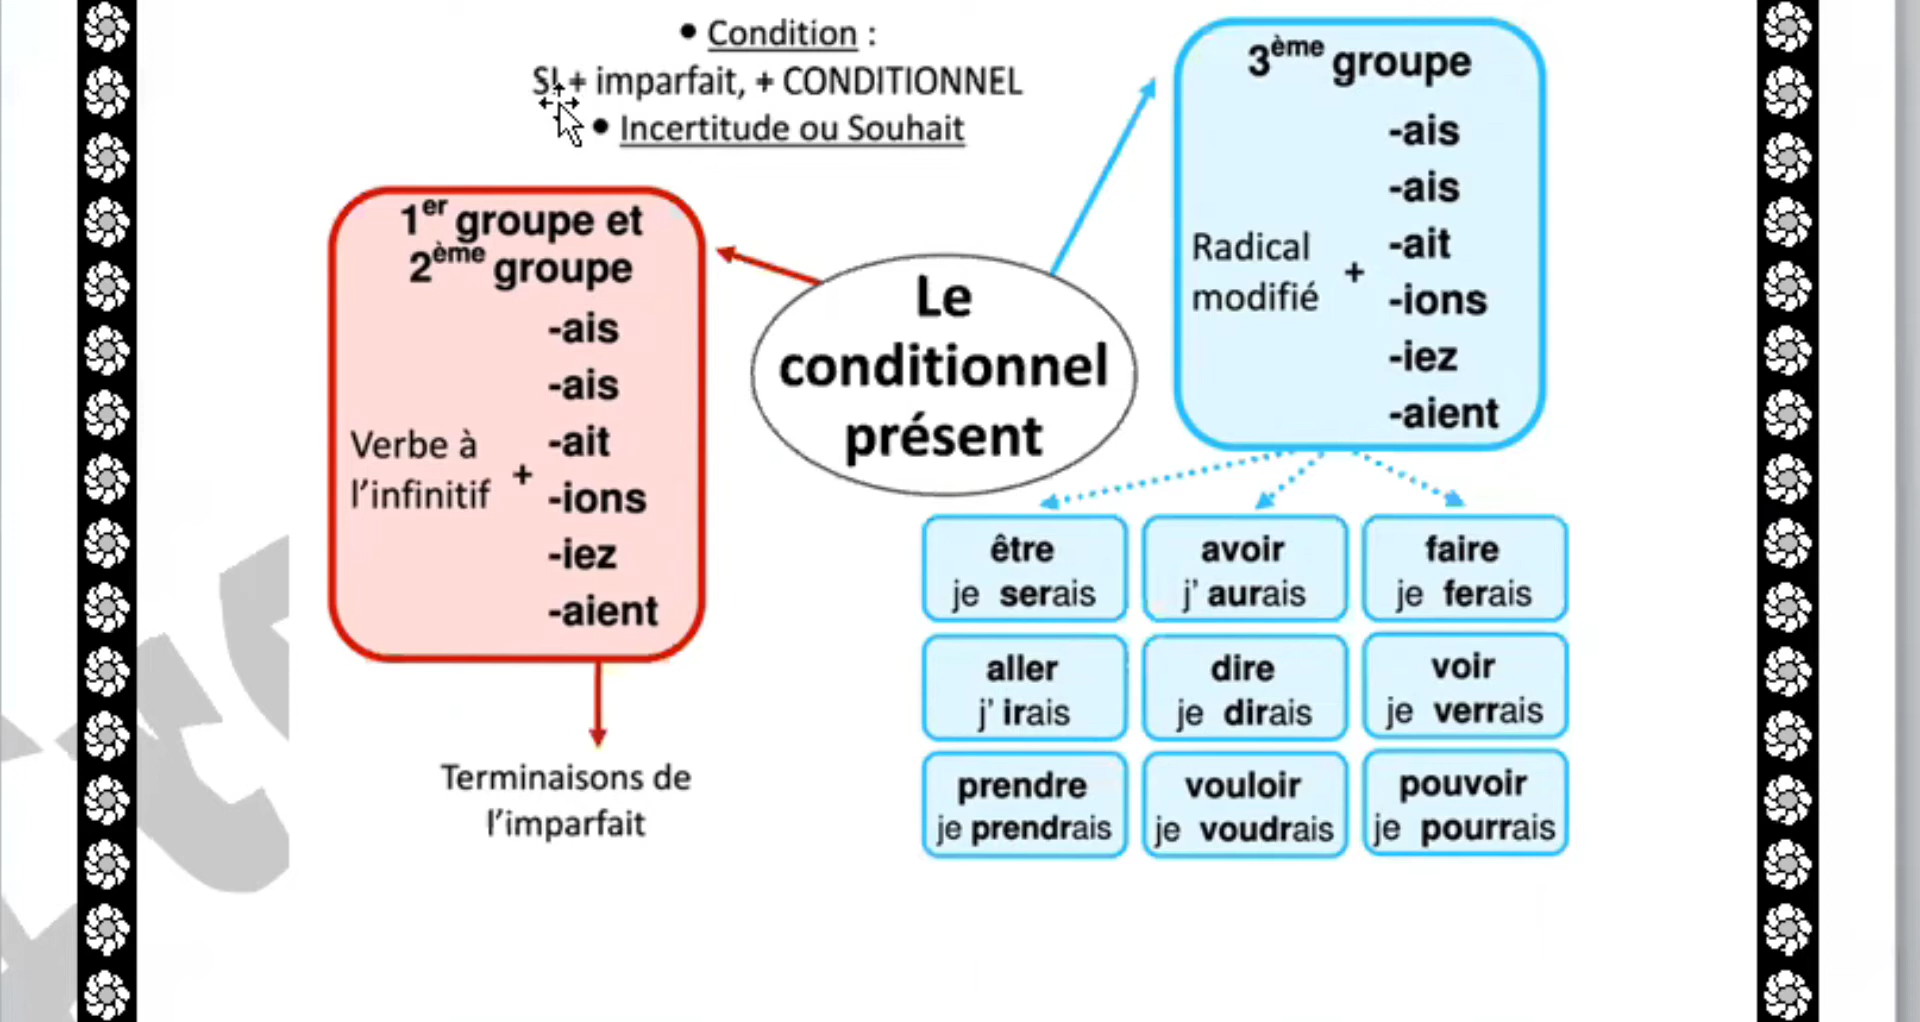 • Condition :
SI + imparfait, + CONDITIONNEL
• Incertitude ou Souhait
1er groupe et
2ème groupe
-ais
-ais
-ait
-ions
-iez
-aient
Verbe à
l'infinitif
+
Terminaisons de
l'imparfait
Le
conditionnel
présent
3ème groupe
-ais
-ais
-ait
-ions
-iez
-aient
Radical
modifié
+
être
je serais
avoir
j' aurais
faire
je ferais
aller
j' irais
dire
je dirais
voir
je verrais
prendre
je prendrais
vouloir
je voudrais
pouvoir
je pourrais